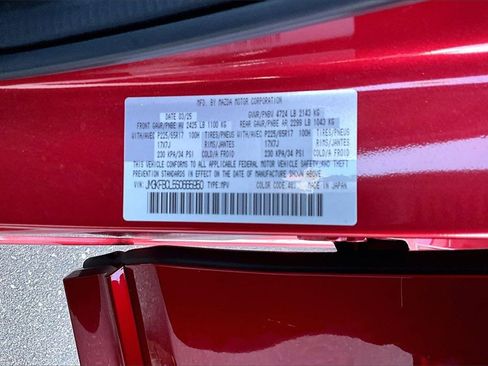 MFD. BY MAZDA MOTOR CORPORATION
DATE 03/25 GVWR/PNBV 4724 LB 2143 KG
FRONT GAWR/PNBE AV 2425 LB 1100 KG REAR GAWR/PNBE AR 2299 LB 1043 KG
WITH/AVEC P225/65R17 100H TIRES/PNEUS WITH/AVEC P225/65R17 100H TIRES/PNEUS
17X7J RIMS/JANTES 17X7J RIMS/JANTES
230 KPA/34 PSI COLD/A FROID 230 KPA/34 PSI COLD/A FROID
THIS VEHICLE CONFORMS TO ALL APPLICABLE FEDERAL MOTOR VEHICLE SAFETY, BUMPER, AND THEFT
PREVENTION STANDARDS IN EFFECT ON THE DATE OF MANUFACTURE SHOWN ABOVE.
VIN: TYPE: MPV COLOR CODE: MADE IN JAPAN